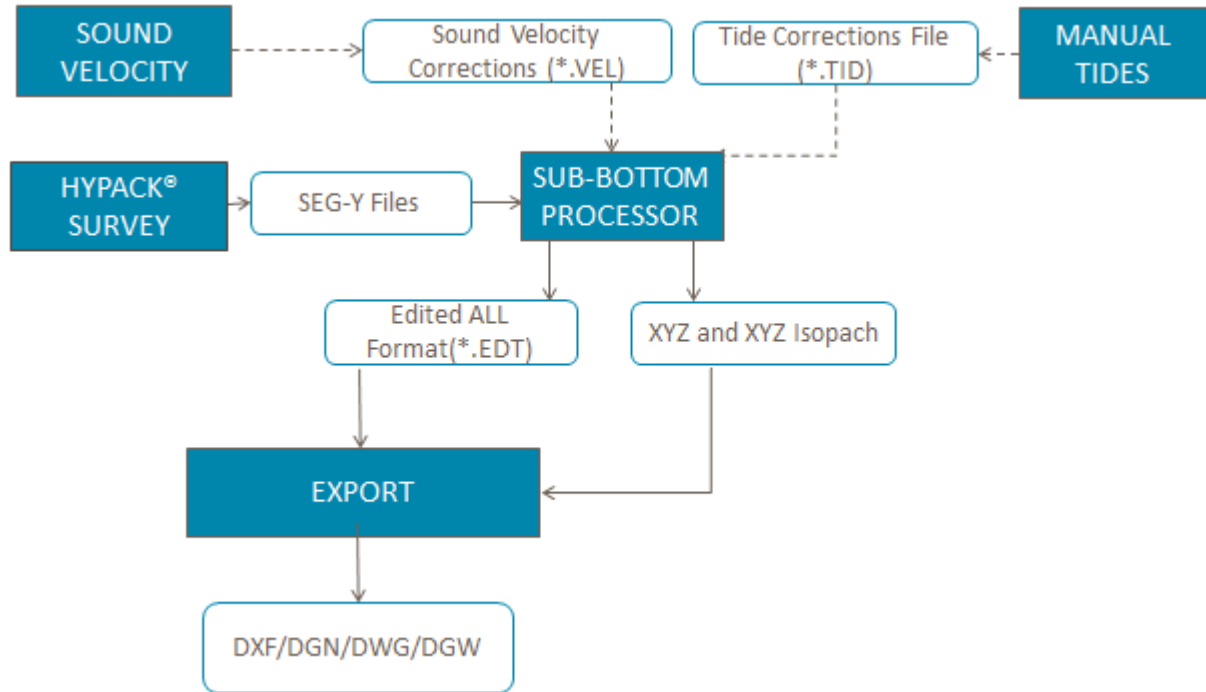 SOUND
VELOCITY
Sound Velocity
Corrections (*.VEL)
Tide Corrections File
(*.TID)
MANUAL
TIDES
HYPACK®
SURVEY
SEG-Y Files
SUB-BOTTOM
PROCESSOR
Edited ALL
Format(*.EDT)
XYZ and XYZ Isopach
EXPORT
DXF/DGN/DWG/DGW